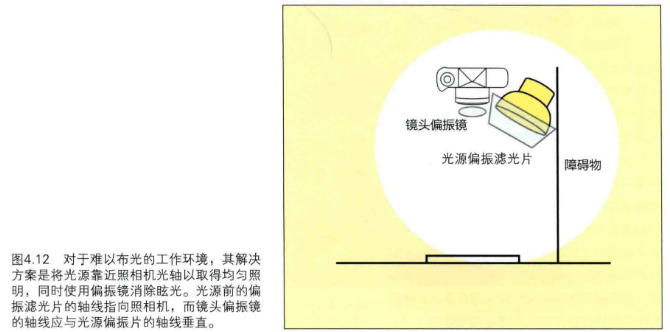 镜头偏振镜
光源偏振滤光片
障碍物
图4.12 对于难以布光的工作环境，其解决
方案是将光源靠近照相机光轴以取得均匀照
明，同时使用偏振镜消除眩光。光源前的偏
振滤光片的轴线指向照相机，而镜头偏振镜
的轴线应与光源偏振片的轴线垂直。